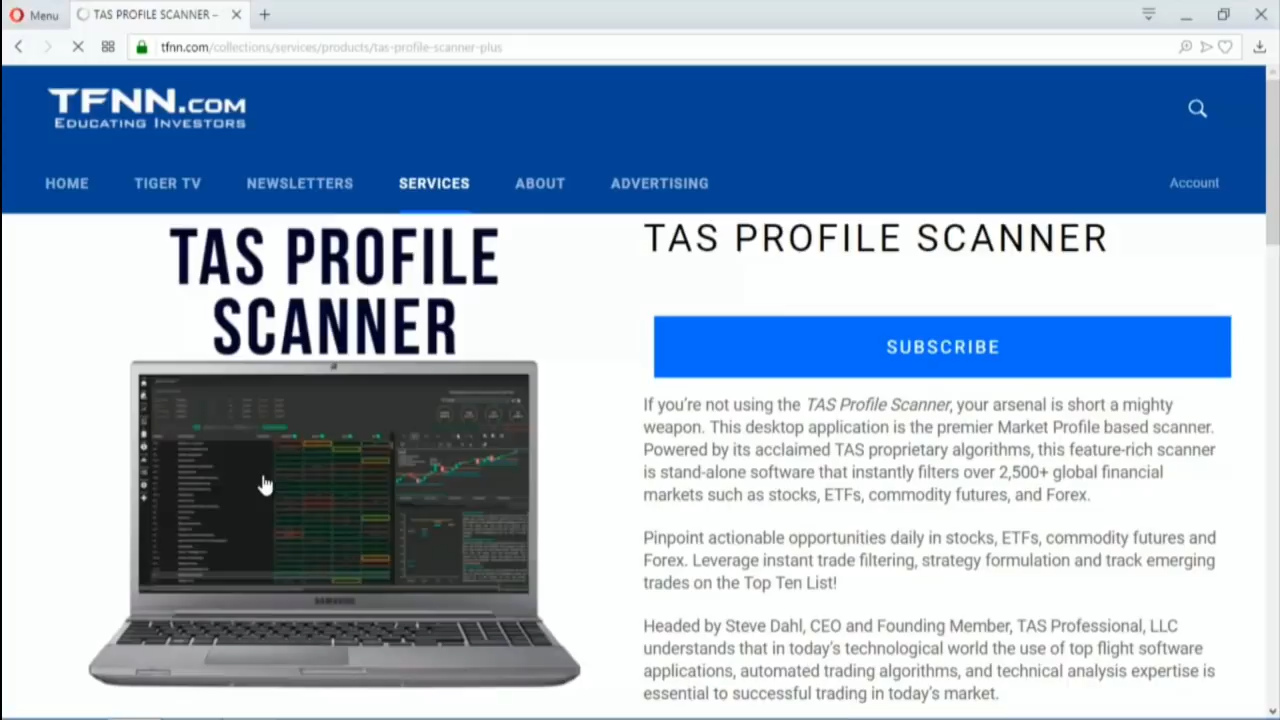 Menu
TAS PROFILE SCANNER –
tfnn.com/collections/services/products/tas-profile-scanner-plus
TFNN.COM
EDUCATING INVESTORS
HOME
TIGER TV
NEWSLETTERS
SERVICES
ABOUT
ADVERTISING
Account
TAS PROFILE
SCANNER
SAMSUNG
TAS PROFILE SCANNER
SUBSCRIBE
If you're not using the TAS Profile Scanner, your arsenal is short a mighty
weapon. This desktop application is the premier Market Profile based scanner.
Powered by its acclaimed TAS proprietary algorithms, this feature-rich scanner
is stand-alone software that instantly filters over 2,500+ global financial
markets such as stocks, ETFs, commodity futures, and Forex.
Pinpoint actionable opportunities daily in stocks, ETFs, commodity futures and
Forex. Leverage instant trade filtering, strategy formulation and track emerging
trades on the Top Ten List!
Headed by Steve Dahl, CEO and Founding Member, TAS Professional, LLC
understands that in today's technological world the use of top flight software
applications, automated trading algorithms, and technical analysis expertise is
essential to successful trading in today's market.